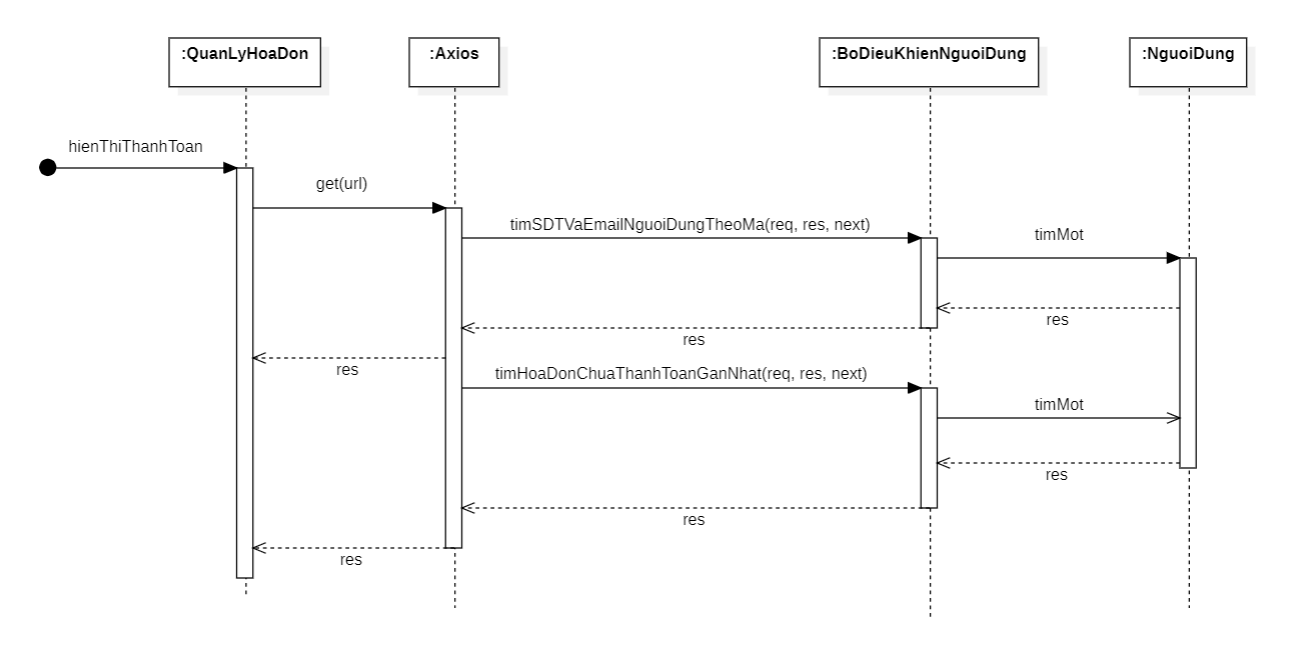 :QuanLyHoaDon
:Axios
:BoDieuKhienNguoiDung
:NguoiDung
hienThiThanhToan
get(url)
timSDTVaEmailNguoiDungTheoMa(req, res, next)
timMot
res
res
res
timHoaDonChuaThanhToanGanNhat(req, res, next)
timMot
res
res
res